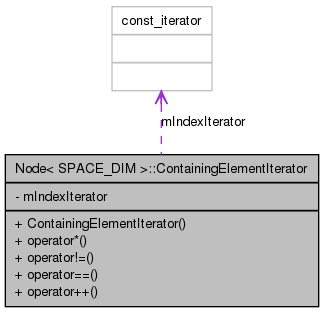 const_iterator
mIndexIterator
Node< SPACE_DIM >::ContainingElementIterator
- mIndexIterator
+ ContainingElementIterator()
+ operator*()
+ operator!=()
+ operator==()
+ operator++()